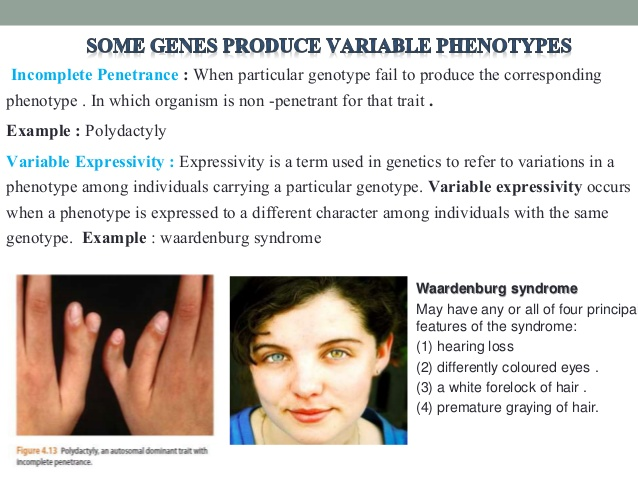 SOME GENES PRODUCE VARIABLE PHENOTYPES
Incomplete Penetrance : When particular genotype fail to produce the corresponding
phenotype . In which organism is non -penetrant for that trait .
Example : Polydactyly
Variable Expressivity : Expressivity is a term used in genetics to refer to variations in a
phenotype among individuals carrying a particular genotype. Variable expressivity occurs
when a phenotype is expressed to a different character among individuals with the same
genotype.  Example : waardenburg syndrome
Waardenburg syndrome
May have any or all of four principa
features of the syndrome:
(1) hearing loss
(2) differently coloured eyes .
(3) a white forelock of hair .
(4) premature graying of hair.
Figure 4.13 Polydactyly, an autosomal dominant trait with
incomplete penetrance.